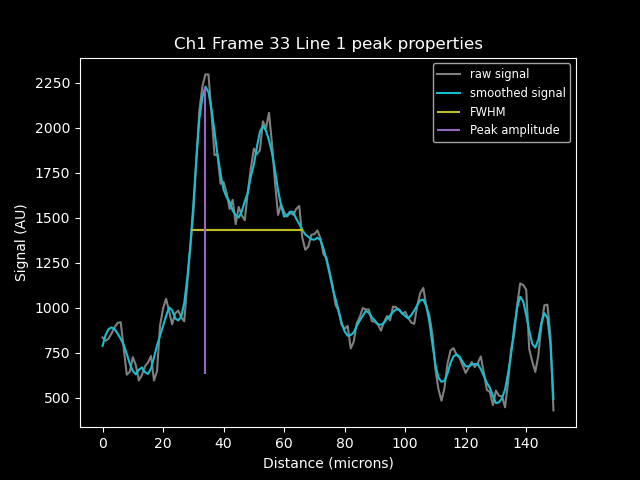 Ch1 Frame 33 Line 1 peak properties
raw signal
smoothed signal
FWHM
Peak amplitude
Signal (AU)
2250
2000
1750
1500
1250
1000
750
500
0 20 40 60 80 100 120 140
Distance (microns)